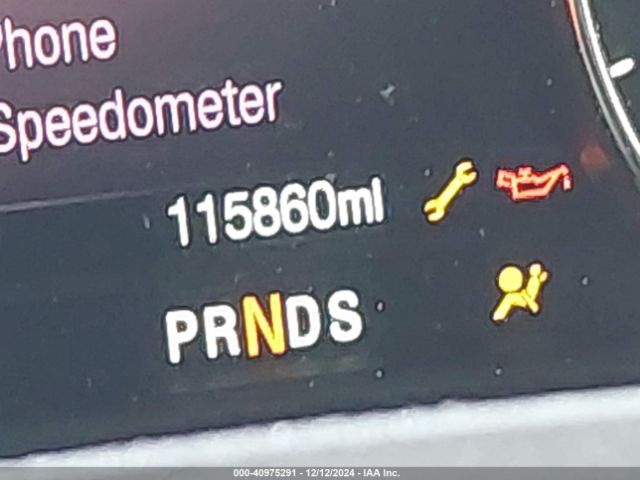 Phone
Speedometer
115860mi
PRNDS
000-40975291 - 12/12/2024 - IAA Inc.